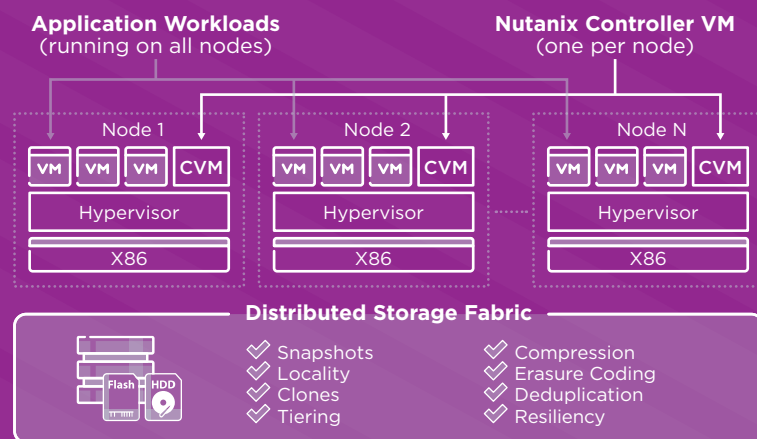 Application Workloads
(running on all nodes)
Nutanix Controller VM
(one per node)
Node 1
VM VM VM CVM
Hypervisor
X86
Node 2
VM VM VM CVM
Hypervisor
X86
Node N
VM VM VM CVM
Hypervisor
X86
Distributed Storage Fabric
Flash HDD
Snapshots
Locality
Clones
Tiering
Compression
Erasure Coding
Deduplication
Resiliency